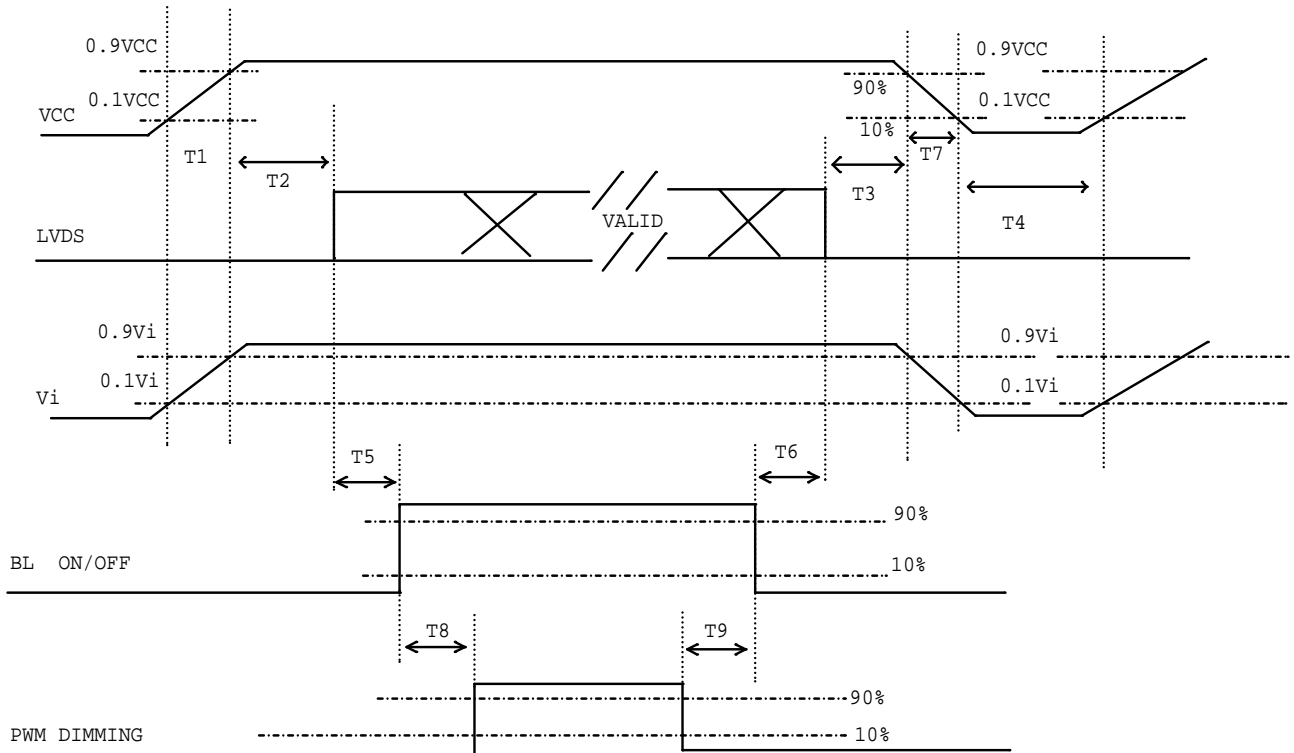 0.9VCC
0.9VCC
90%
0.1VCC
0.1VCC
VCC
10%
T1
T2
T3
T7
T4
VALID
LVDS
0.9Vi
0.9Vi
0.1Vi
0.1Vi
Vi
T5
T6
90%
BL ON/OFF
10%
T8
T9
90%
PWM DIMMING
10%